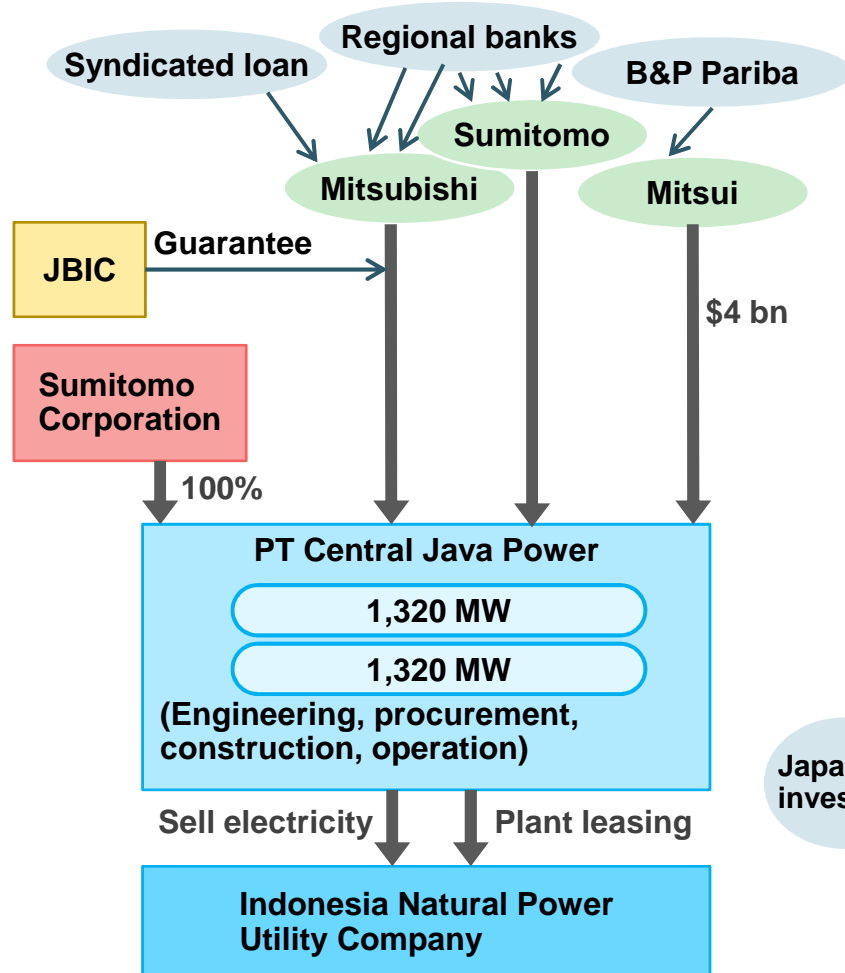 Regional banks
Syndicated loan
B&P Pariba
Sumitomo
Mitsubishi
Mitsui
Guarantee
JBIC
$4 bn
Sumitomo
Corporation
100%
PT Central Java Power
1,320 MW
1,320 MW
(Engineering, procurement,
construction, operation)
Sell electricity
Plant leasing
Indonesia Natural Power
Utility Company